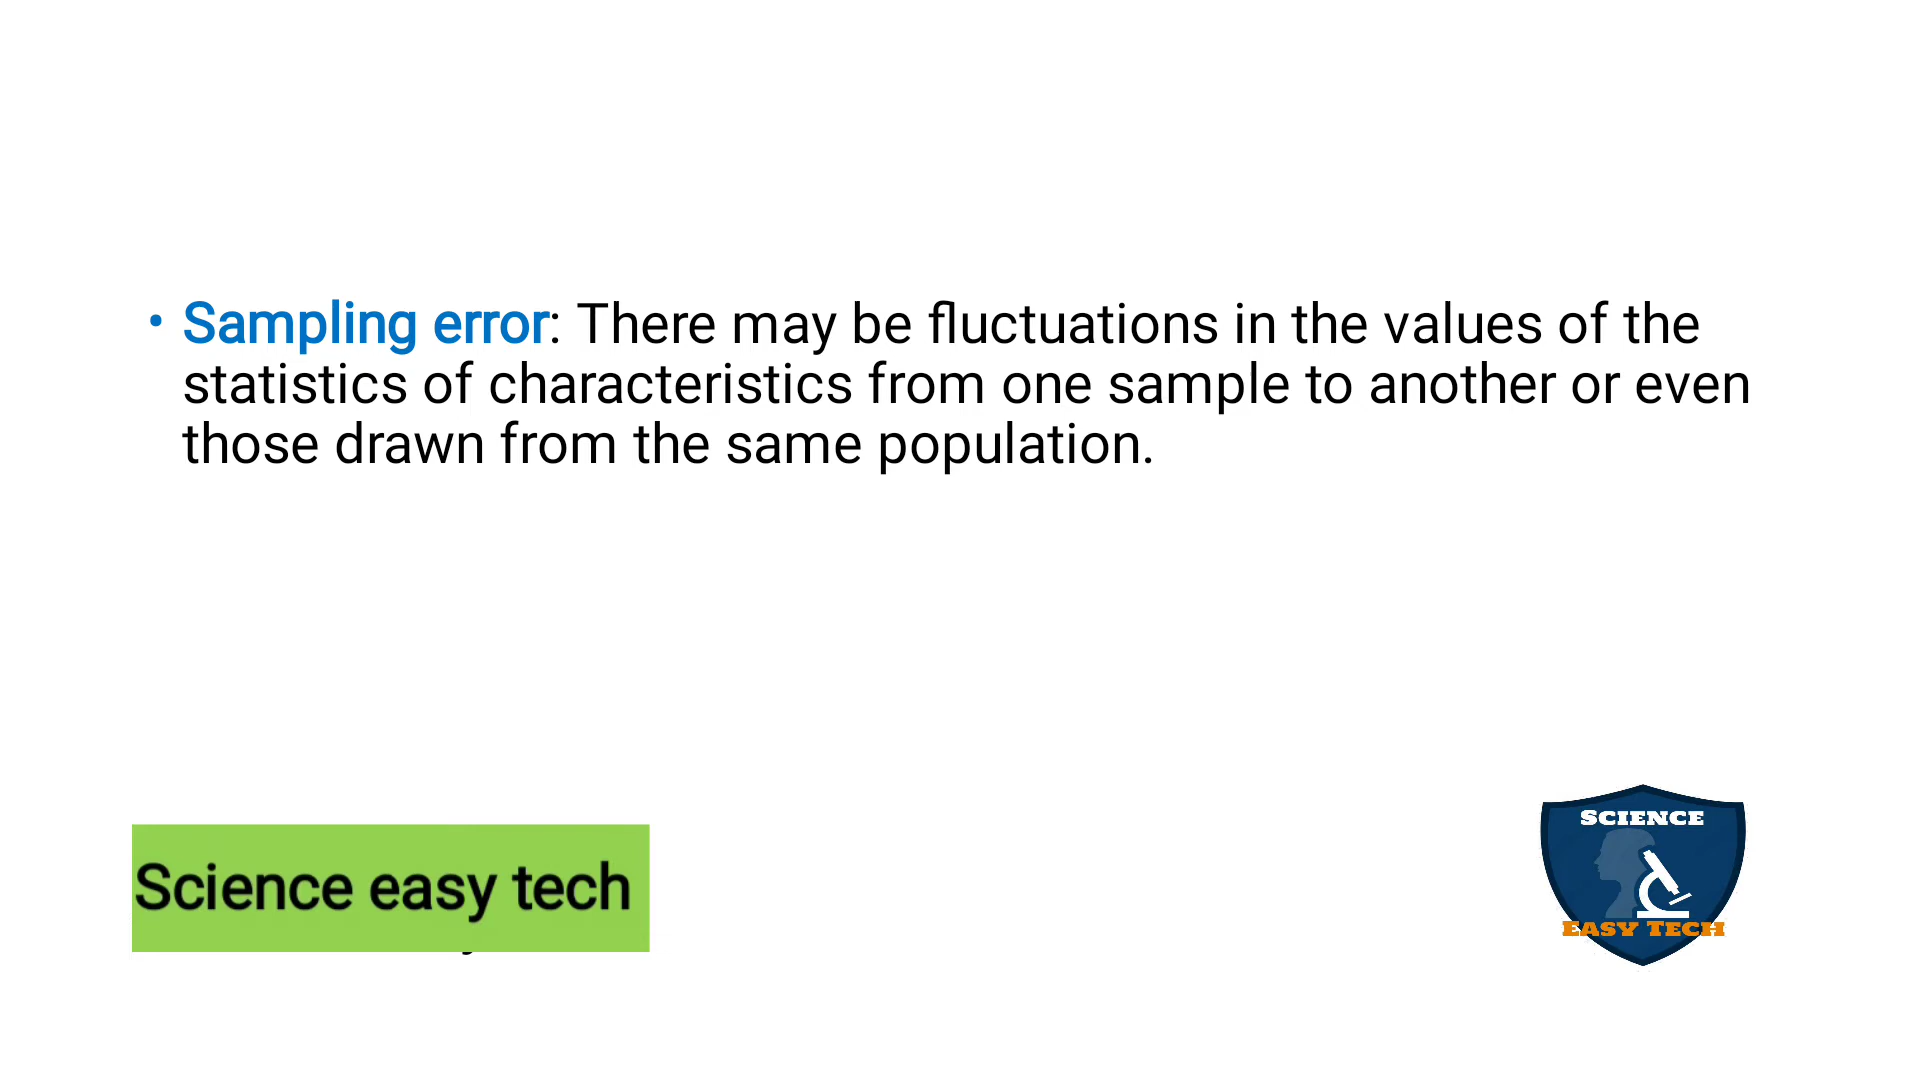 • Sampling error: There may be fluctuations in the values of the
statistics of characteristics from one sample to another or even
those drawn from the same population.
Science easy tech
SCIENCE
EASY TECH